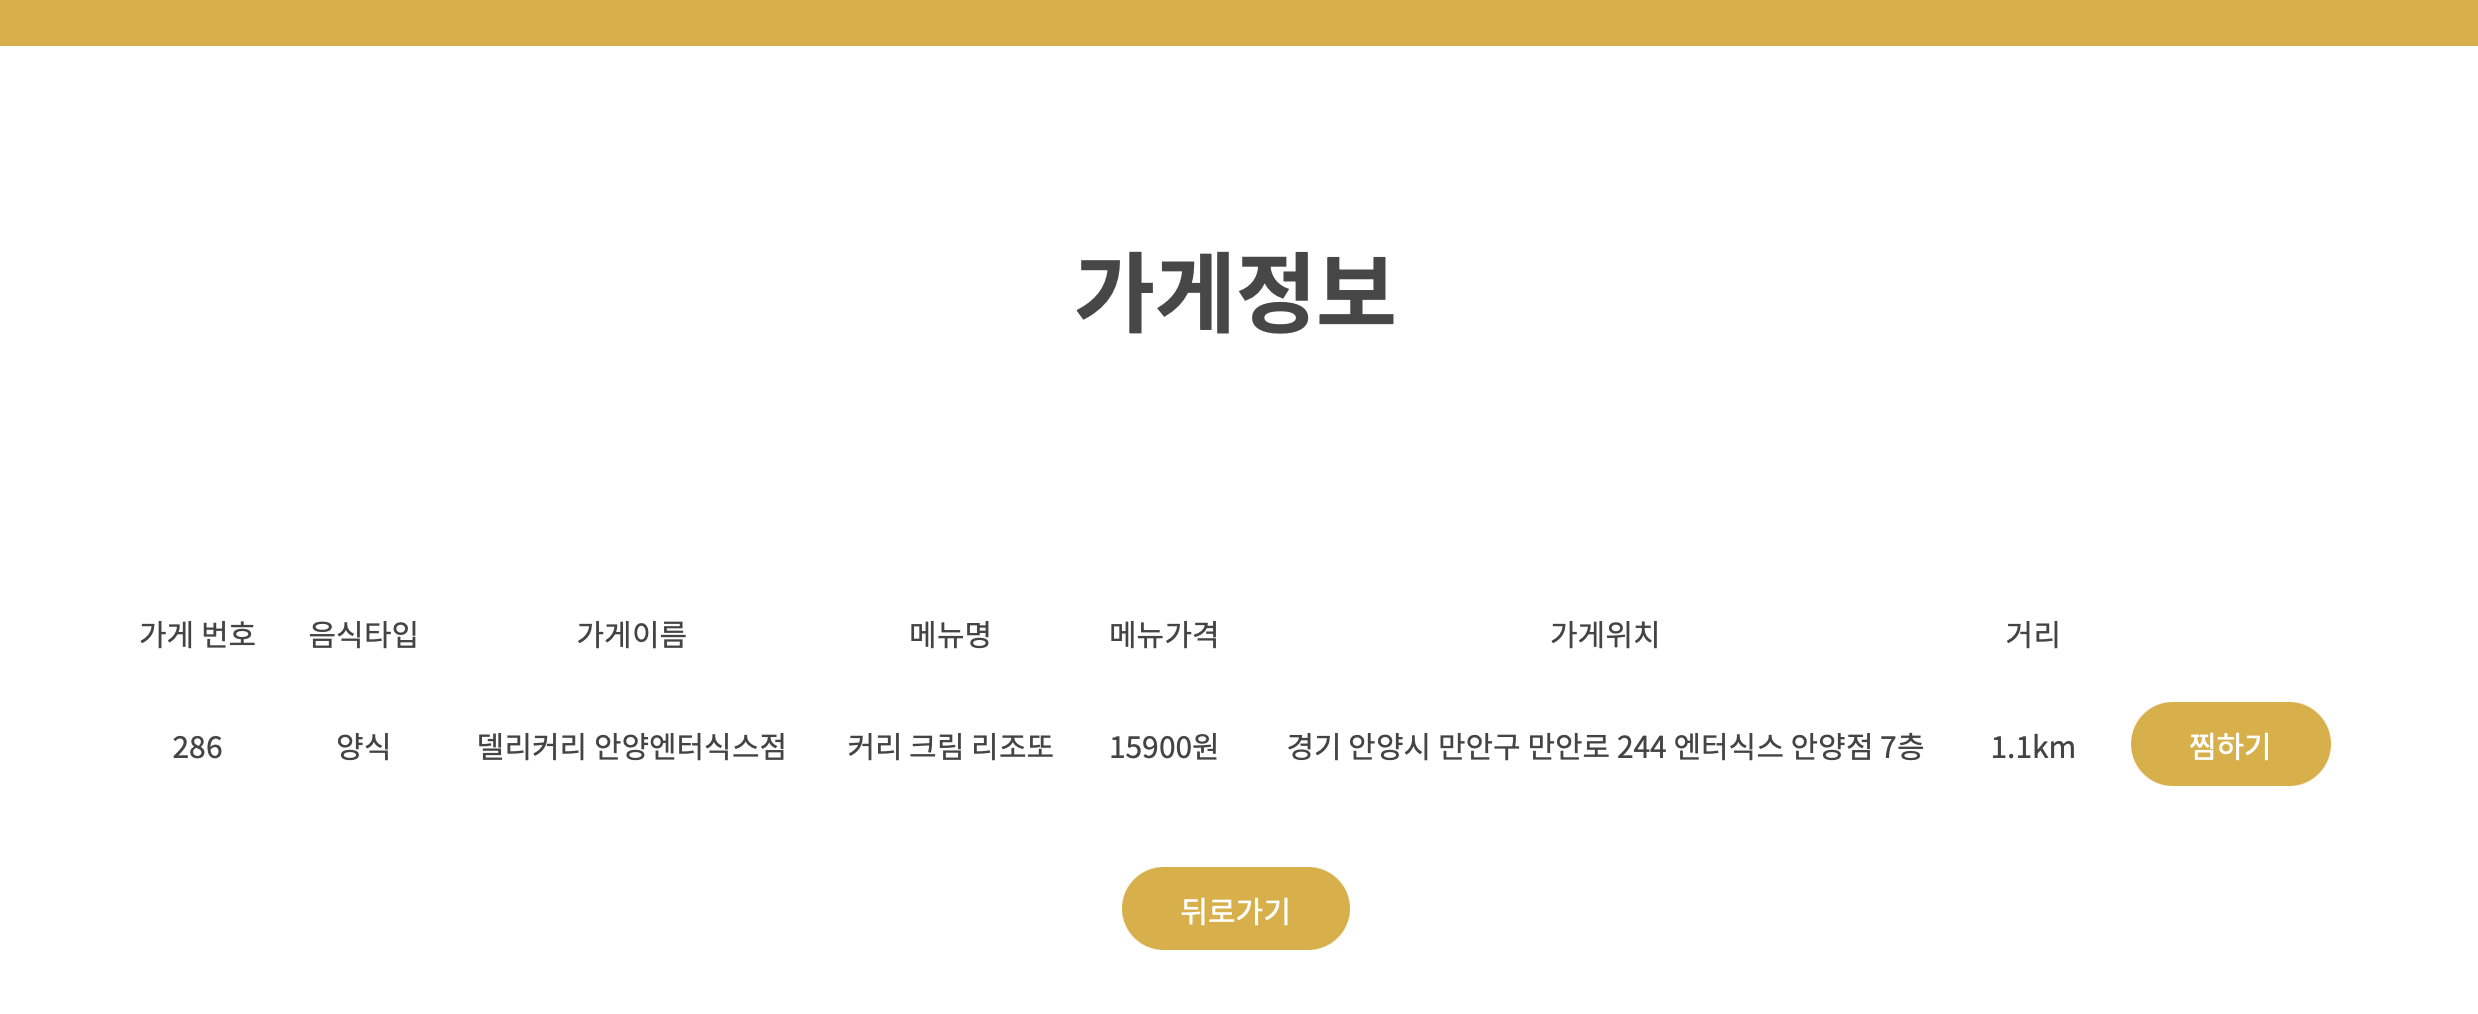 가게정보
가게 번호 음식타입 가게이름 메뉴명 메뉴가격 가게위치 거리
286 양식 델리커리 안양엔터식스점 커리 크림 리조또 15900원 경기 안양시 만안구 만안로 244 엔터식스 안양점 7층 1.1km 찜하기
뒤로가기